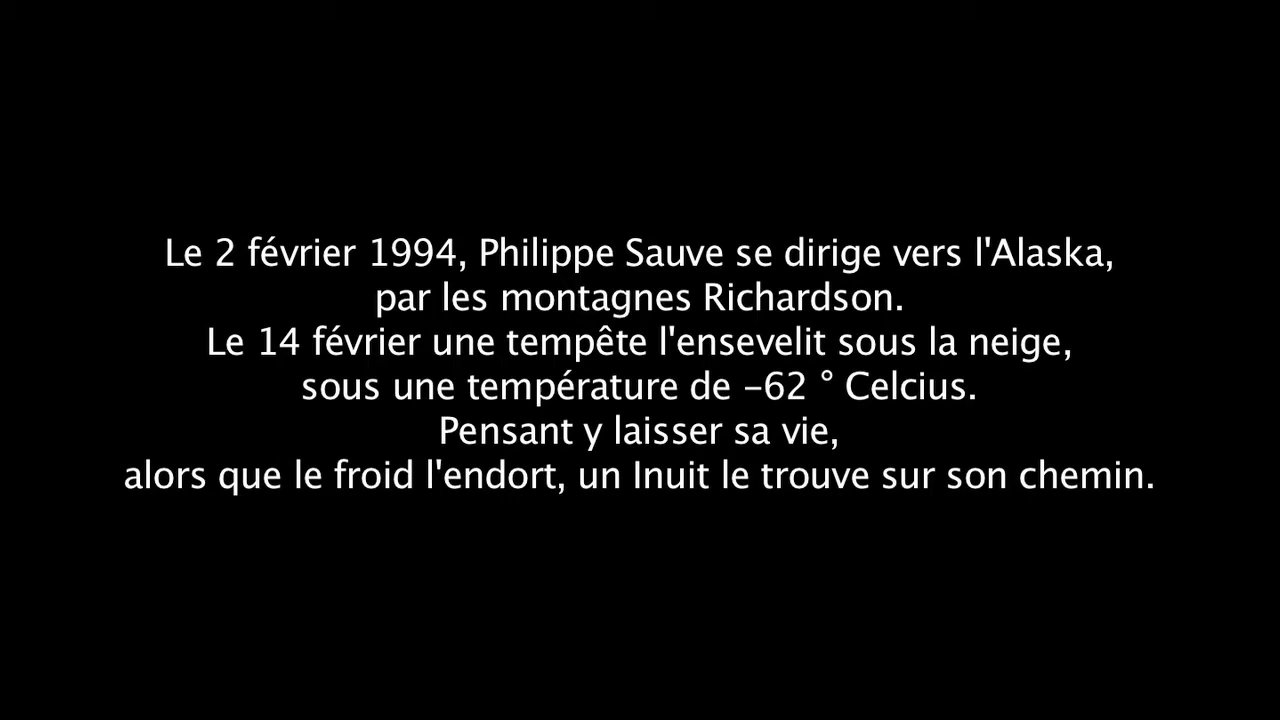 Le 2 février 1994, Philippe Sauve se dirige vers l'Alaska,
par les montagnes Richardson.
Le 14 février une tempête l'ensevelit sous la neige,
sous une température de -62 ° Celcius.
Pensant y laisser sa vie,
alors que le froid l'endort, un Inuit le trouve sur son chemin.